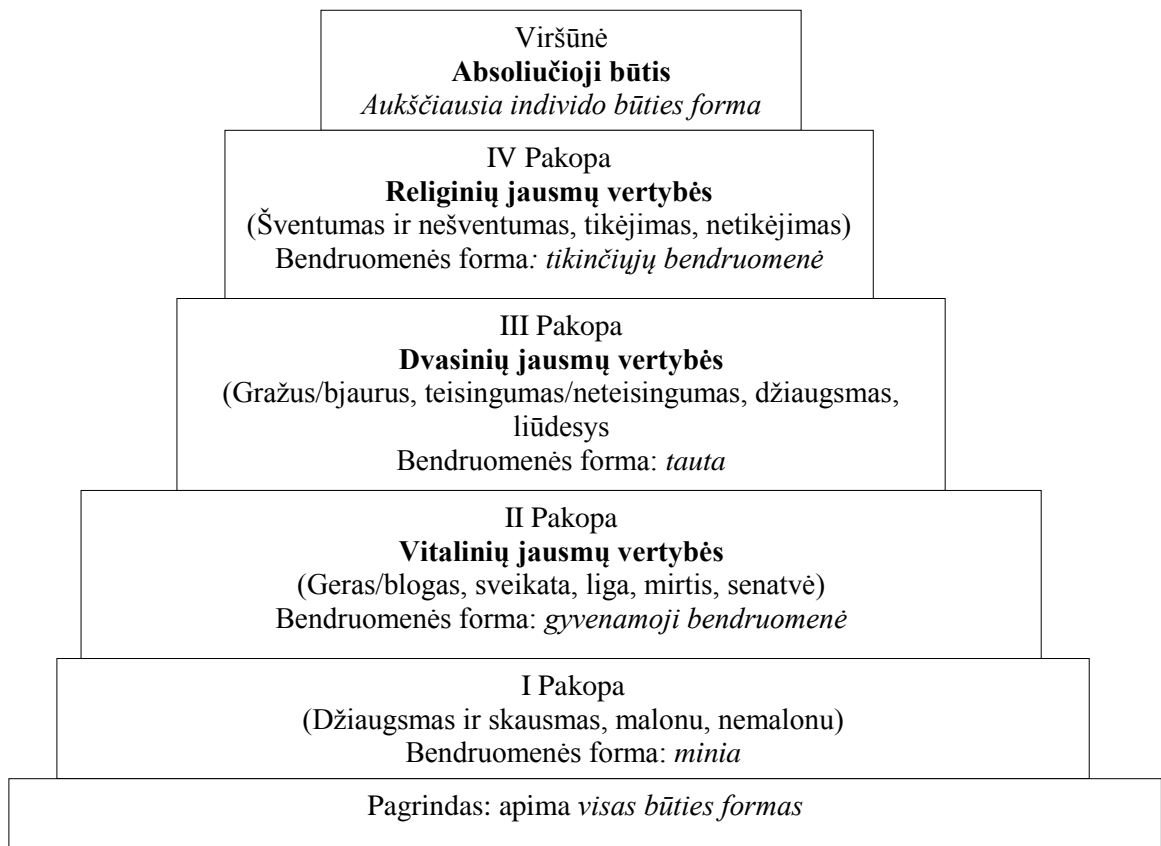 Viršūnė
Absoliučioji būtis
Aukščiausia individo būties forma
IV Pakopa
Religinių jausmų vertybės
(Šventumas ir nešventumas, tikėjimas, netikėjimas)
Bendruomenės forma: tikinčiųjų bendruomenė
III Pakopa
Dvasinių jausmų vertybės
(Gražus/bjaurus, teisingumas/neteisingumas, džiaugsmas,
liūdesys
Bendruomenės forma: tauta
II Pakopa
Vitalinių jausmų vertybės
(Geras/blogas, sveikata, liga, mirtis, senatvė)
Bendruomenės forma: gyvenamoji bendruomenė
I Pakopa
(Džiaugsmas ir skausmas, malonu, nemalonu)
Bendruomenės forma: minia
Pagrindas: apima visas būties formas